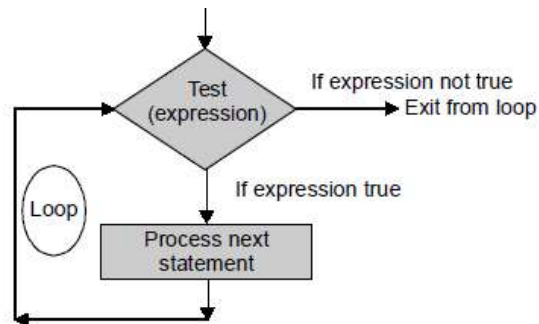 Test
(expression)
If expression not true
Exit from loop
If expression true
Loop
Process next
statement